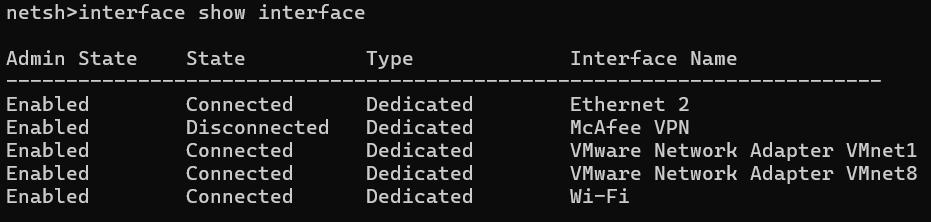 netsh>interface show interface
Admin State    State          Type             Interface Name
-------------------------------------------------------------------------
Enabled        Connected      Dedicated        Ethernet 2
Enabled        Disconnected   Dedicated        McAfee VPN
Enabled        Connected      Dedicated        VMware Network Adapter VMnet1
Enabled        Connected      Dedicated        VMware Network Adapter VMnet8
Enabled        Connected      Dedicated        Wi-Fi